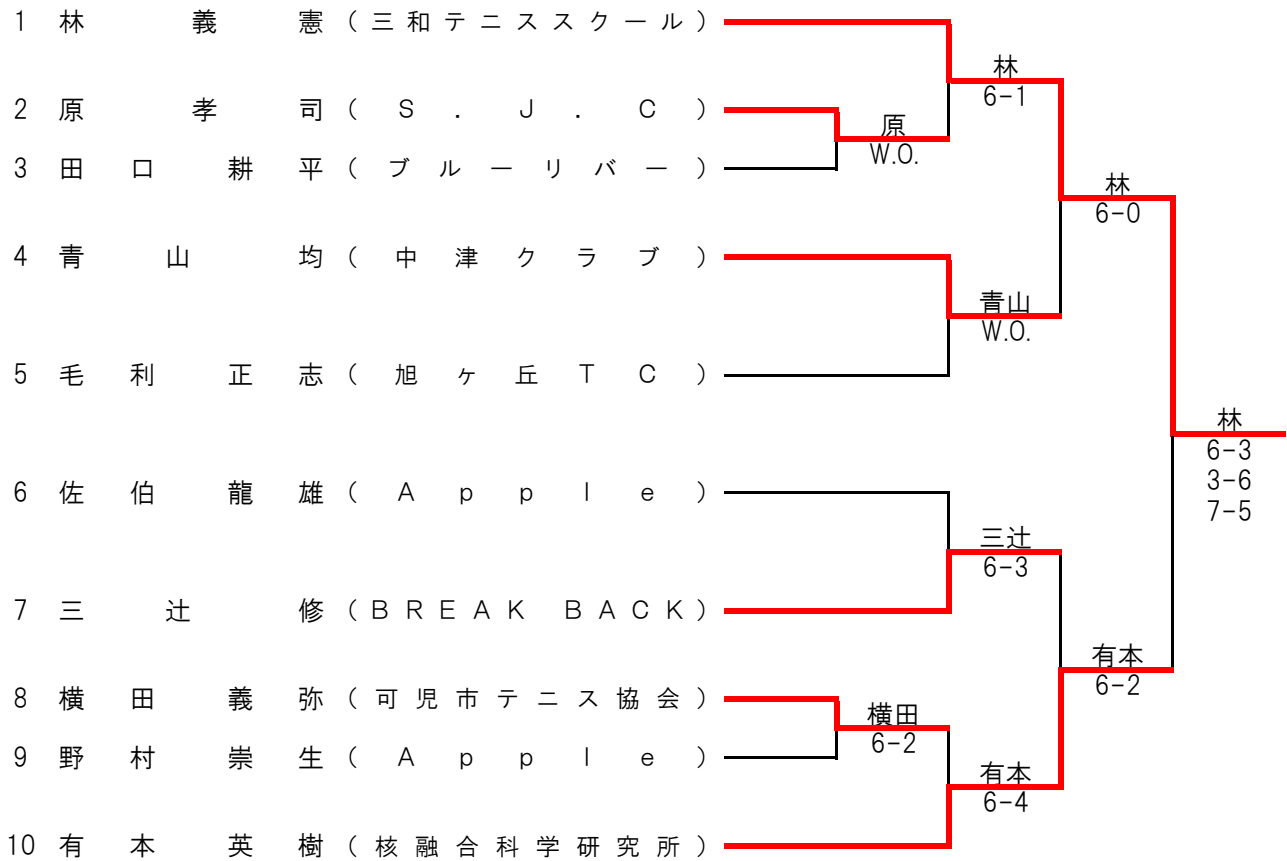 1 林 義 憲 (三和テニススクール)
林
6-1
2 原 孝 司 (S.J.C)
原
W.O.
3 田 口 耕 平 (ブルーリバー)
林
6-0
4 青 山 均 (中津クラブ)
青山
W.O.
5 毛 利 正 志 (旭ヶ丘TC)
林
6-3
3-6
7-5
6 佐 伯 龍 雄 (Apple)
三辻
6-3
7 三 辻 修 (BREAK BACK)
有本
6-2
8 横 田 義 弥 (可児市テニス協会)
横田
6-2
9 野 村 崇 生 (Apple)
有本
6-4
10 有 本 英 樹 (核融合科学研究所)